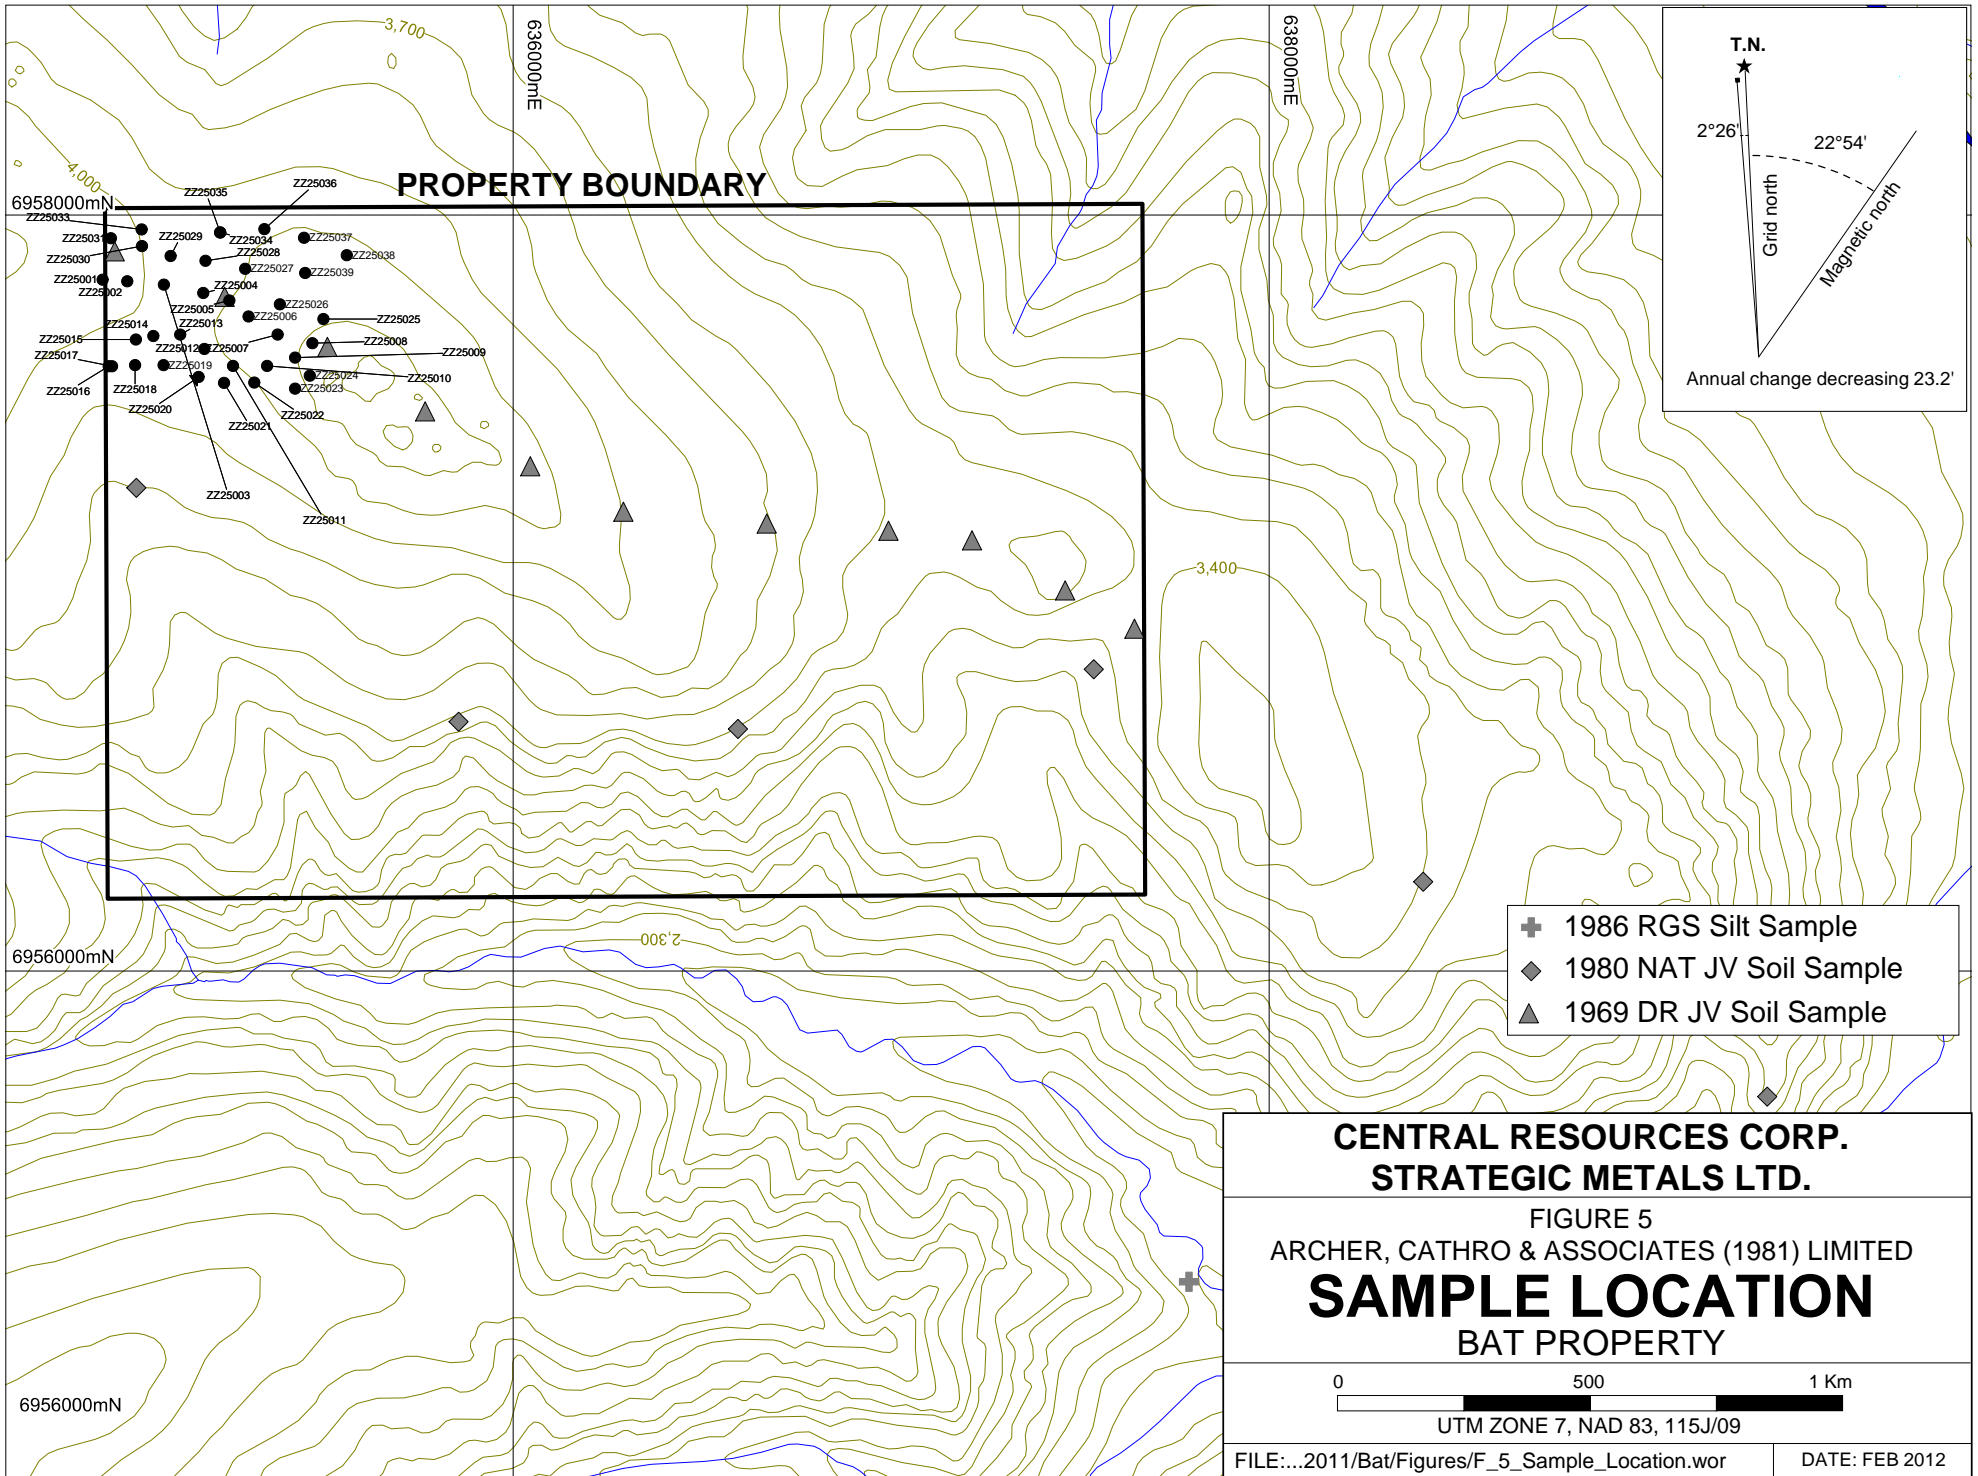 3,700
636000mE
638000mE
T.N.
2°26'
22°54'
Grid north
Magnetic north
Annual change decreasing 23.2'
4,000
PROPERTY BOUNDARY
6958000mN
ZZ25033
ZZ25035
ZZ25036
ZZ25031
ZZ25029
ZZ25034
ZZ25037
ZZ25030
ZZ25028
ZZ25038
ZZ25027
ZZ25039
ZZ25001
ZZ25002
ZZ25004
ZZ25005
ZZ25026
ZZ25006
ZZ25025
ZZ25014
ZZ25013
ZZ25015
ZZ25012
ZZ25007
ZZ25008
ZZ25017
ZZ25009
ZZ25019
ZZ25024
ZZ25010
ZZ25016
ZZ25018
ZZ25023
ZZ25020
ZZ25022
ZZ25021
ZZ25003
ZZ25011
3,400
2,300
6956000mN
1986 RGS Silt Sample
1980 NAT JV Soil Sample
1969 DR JV Soil Sample
CENTRAL RESOURCES CORP.
STRATEGIC METALS LTD.
FIGURE 5
ARCHER, CATHRO & ASSOCIATES (1981) LIMITED
SAMPLE LOCATION
BAT PROPERTY
0 500 1 Km
UTM ZONE 7, NAD 83, 115J/09
FILE:...2011/Bat/Figures/F_5_Sample_Location.wor
DATE: FEB 2012
6956000mN